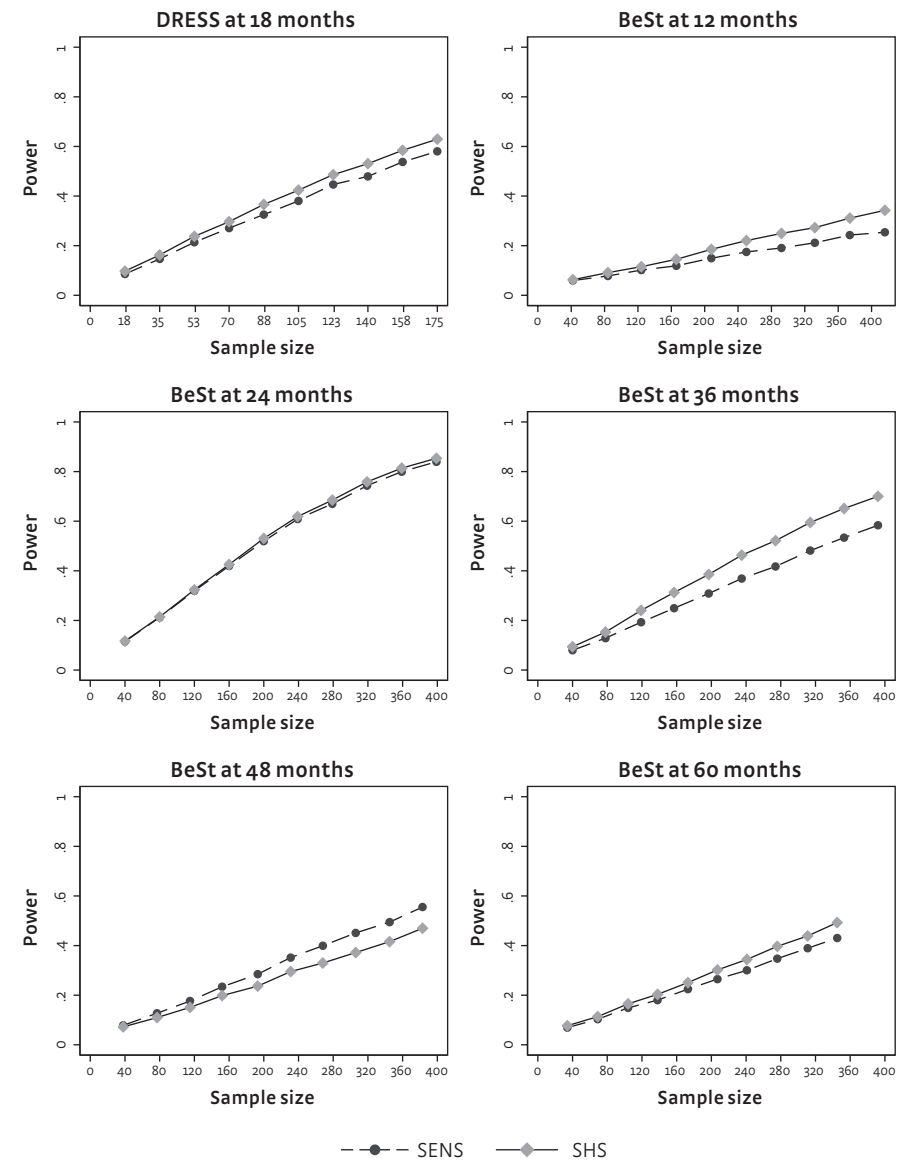 DRESS at 18 months
Power
0 .2 .4 .6 .8 1
0 18 35 53 70 88 105 123 140 158 175
Sample size
BeSt at 12 months
Power
0 .2 .4 .6 .8 1
0 40 80 120 160 200 240 280 320 360 400
Sample size
BeSt at 24 months
Power
0 .2 .4 .6 .8 1
0 40 80 120 160 200 240 280 320 360 400
Sample size
BeSt at 36 months
Power
0 .2 .4 .6 .8 1
0 40 80 120 160 200 240 280 320 360 400
Sample size
BeSt at 48 months
Power
0 .2 .4 .6 .8 1
0 40 80 120 160 200 240 280 320 360 400
Sample size
BeSt at 60 months
Power
0 .2 .4 .6 .8 1
0 40 80 120 160 200 240 280 320 360 400
Sample size
SENS SHS